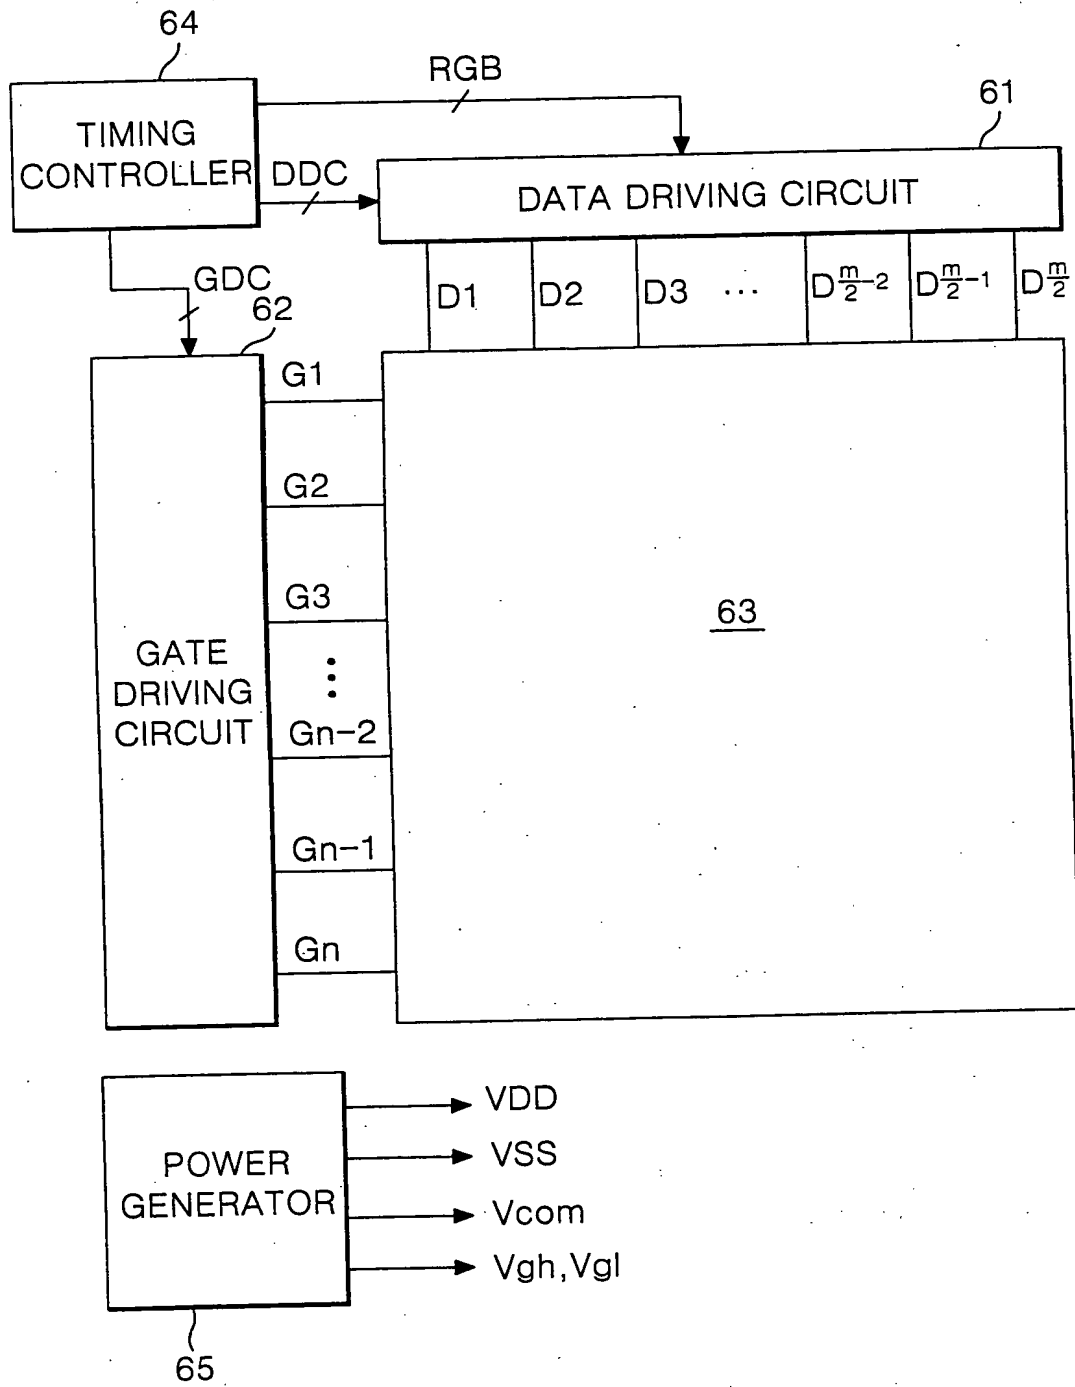 64
RGB
61
TIMING
CONTROLLER
DDC
DATA DRIVING CIRCUIT
GDC
62
D1 D2 D3 ... Dm/2-2 Dm/2-1 Dm/2
G1
G2
G3
63
GATE
DRIVING
CIRCUIT
⋮
Gn-2
Gn-1
Gn
VDD
VSS
POWER
GENERATOR
Vcom
Vgh,Vgl
65